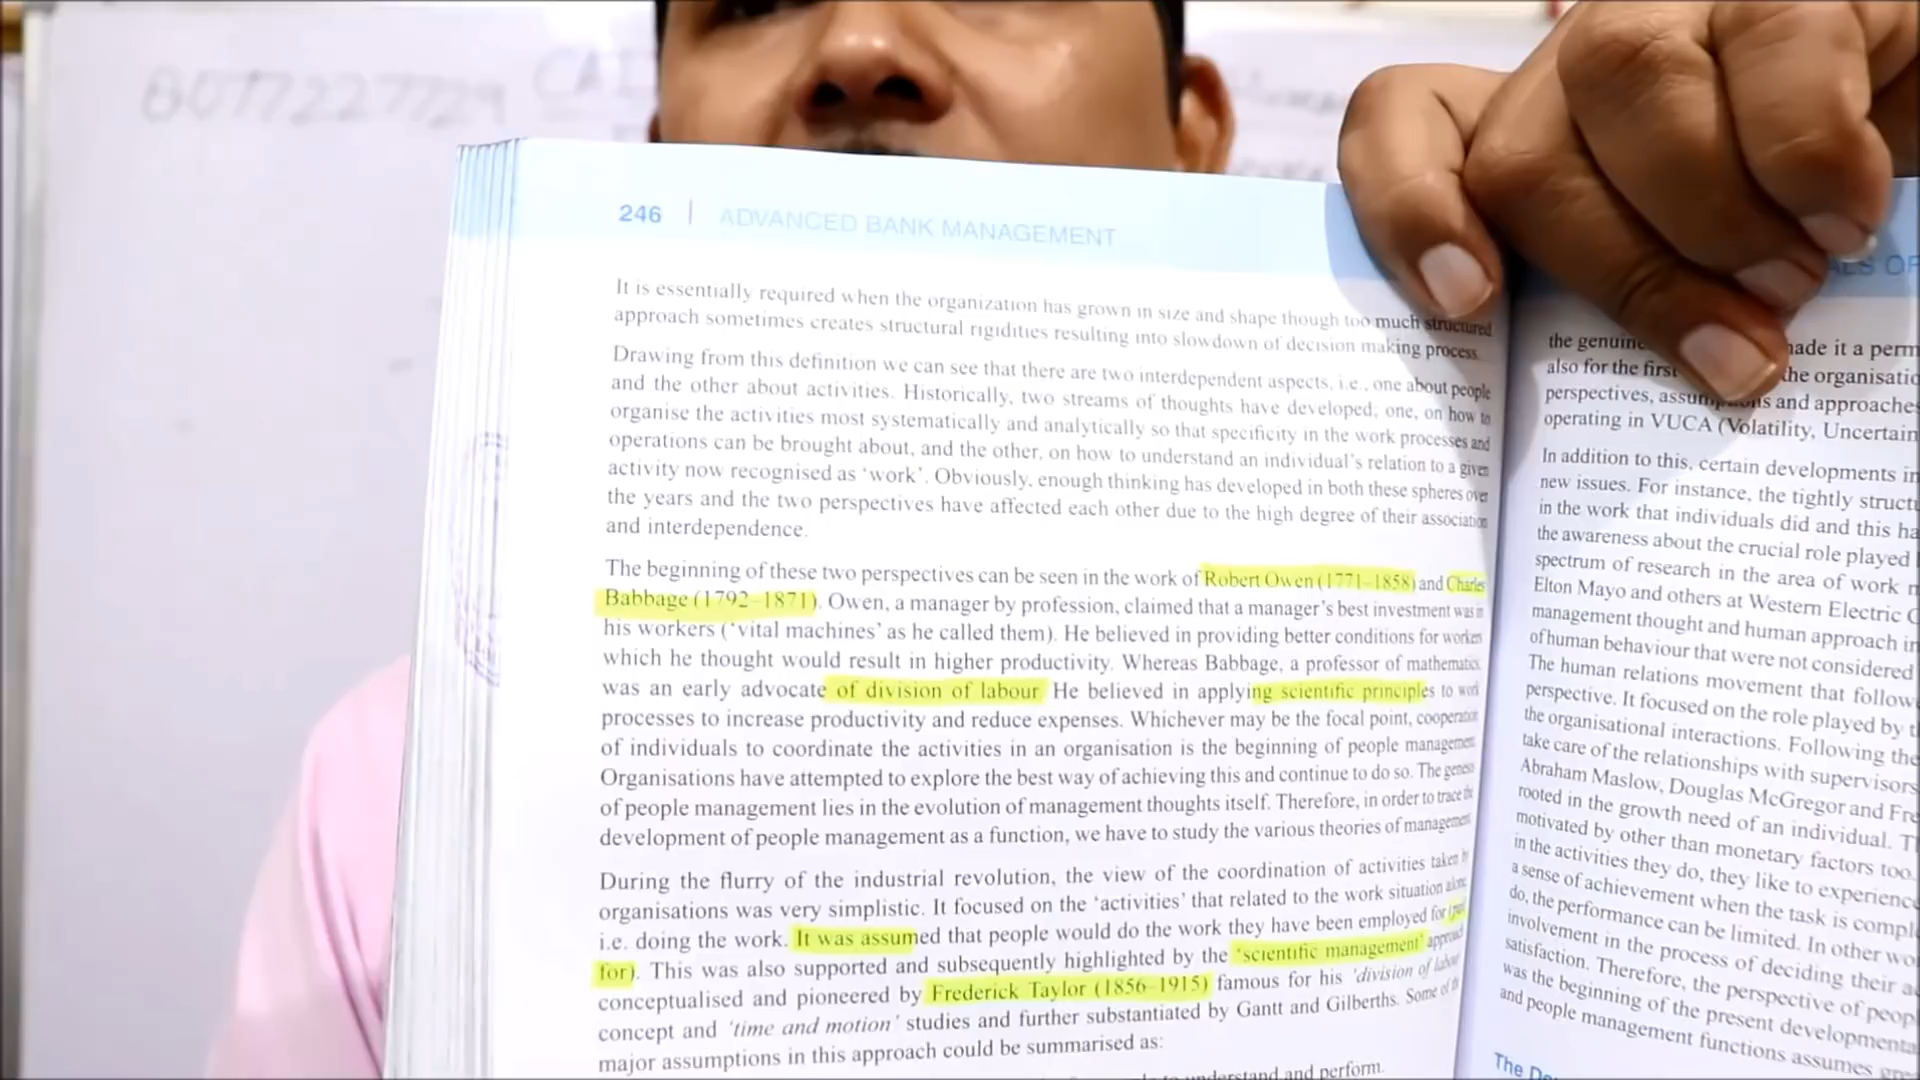 8077227729 CAI
246 | ADVANCED BANK MANAGEMENT
It is essentially required when the organization has grown in size and shape though too much structured
approach sometimes creates structural rigidities resulting into slowdown of decision making process.
Drawing from this definition we can see that there are two interdependent aspects, i.e., one about people
and the other about activities. Historically, two streams of thoughts have developed; one, on how to
organise the activities most systematically and analytically so that specificity in the work processes and
operations can be brought about, and the other, on how to understand an individual's relation to a given
activity now recognised as 'work'. Obviously, enough thinking has developed in both these spheres over
the years and the two perspectives have affected each other due to the high degree of their association
and interdependence.
The beginning of these two perspectives can be seen in the work of Robert Owen (1771–1858) and Charles
Babbage (1792–1871). Owen, a manager by profession, claimed that a manager's best investment was in
his workers ('vital machines' as he called them). He believed in providing better conditions for workers
which he thought would result in higher productivity. Whereas Babbage, a professor of mathematics,
was an early advocate of division of labour. He believed in applying scientific principles to work
processes to increase productivity and reduce expenses. Whichever may be the focal point, cooperation
of individuals to coordinate the activities in an organisation is the beginning of people management.
Organisations have attempted to explore the best way of achieving this and continue to do so. The genesis
of people management lies in the evolution of management thoughts itself. Therefore, in order to trace the
development of people management as a function, we have to study the various theories of management.
During the flurry of the industrial revolution, the view of the coordination of activities taken by
organisations was very simplistic. It focused on the 'activities' that related to the work situation alone
i.e. doing the work. It was assumed that people would do the work they have been employed for (paid
for). This was also supported and subsequently highlighted by the 'scientific management' approach
conceptualised and pioneered by Frederick Taylor (1856–1915) famous for his 'division of labour'
concept and 'time and motion' studies and further substantiated by Gantt and Gilberths. Some of the
major assumptions in this approach could be summarised as:
understand and perform.
ALS OF
the genuine made it a perm
also for the first the organisatio
perspectives, assumptions and approaches
operating in VUCA (Volatility, Uncertain
In addition to this, certain developments in
new issues. For instance, the tightly struct
in the work that individuals did and this ha
the awareness about the crucial role played
spectrum of research in the area of work
Elton Mayo and others at Western Electric C
management thought and human approach in
of human behaviour that were not considered
The human relations movement that follow
perspective. It focused on the role played by t
the organisational interactions. Following the
take care of the relationships with supervisors
Abraham Maslow, Douglas McGregor and Fre
rooted in the growth need of an individual. T
motivated by other than monetary factors too.
in the activities they do, they like to experience
a sense of achievement when the task is compl
do, the performance can be limited. In other wo
involvement in the process of deciding their a
satisfaction. Therefore, the perspective of peop
was the beginning of the present developmenta
and people management functions assumes gre
The De